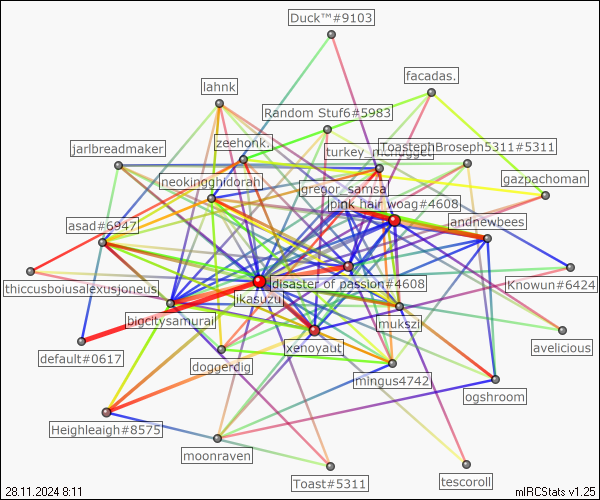 Duck™#9103
facadas.
lahnk
Random Stuf6#5983
zeehonk.
turkey_mcnugget
ToastephBroseph5311#5311
jarlbreadmaker
neokingghidorah
gregor_samsa
gazpachoman
pink hair woag#4608
andrewbees
asad#6947
thiccusboiusalexusjoneus
disaster of passion#4608
Knowun#6424
ikasuzu
bigcitysamurai
mukszil
default#0617
xenoyaut
avelicious
doggerdig
mingus4742
ogshroom
Heighleaigh#8575
moonraven
Toast#5311
tescoroll
28.11.2024 8:11
mIRCStats v1.25